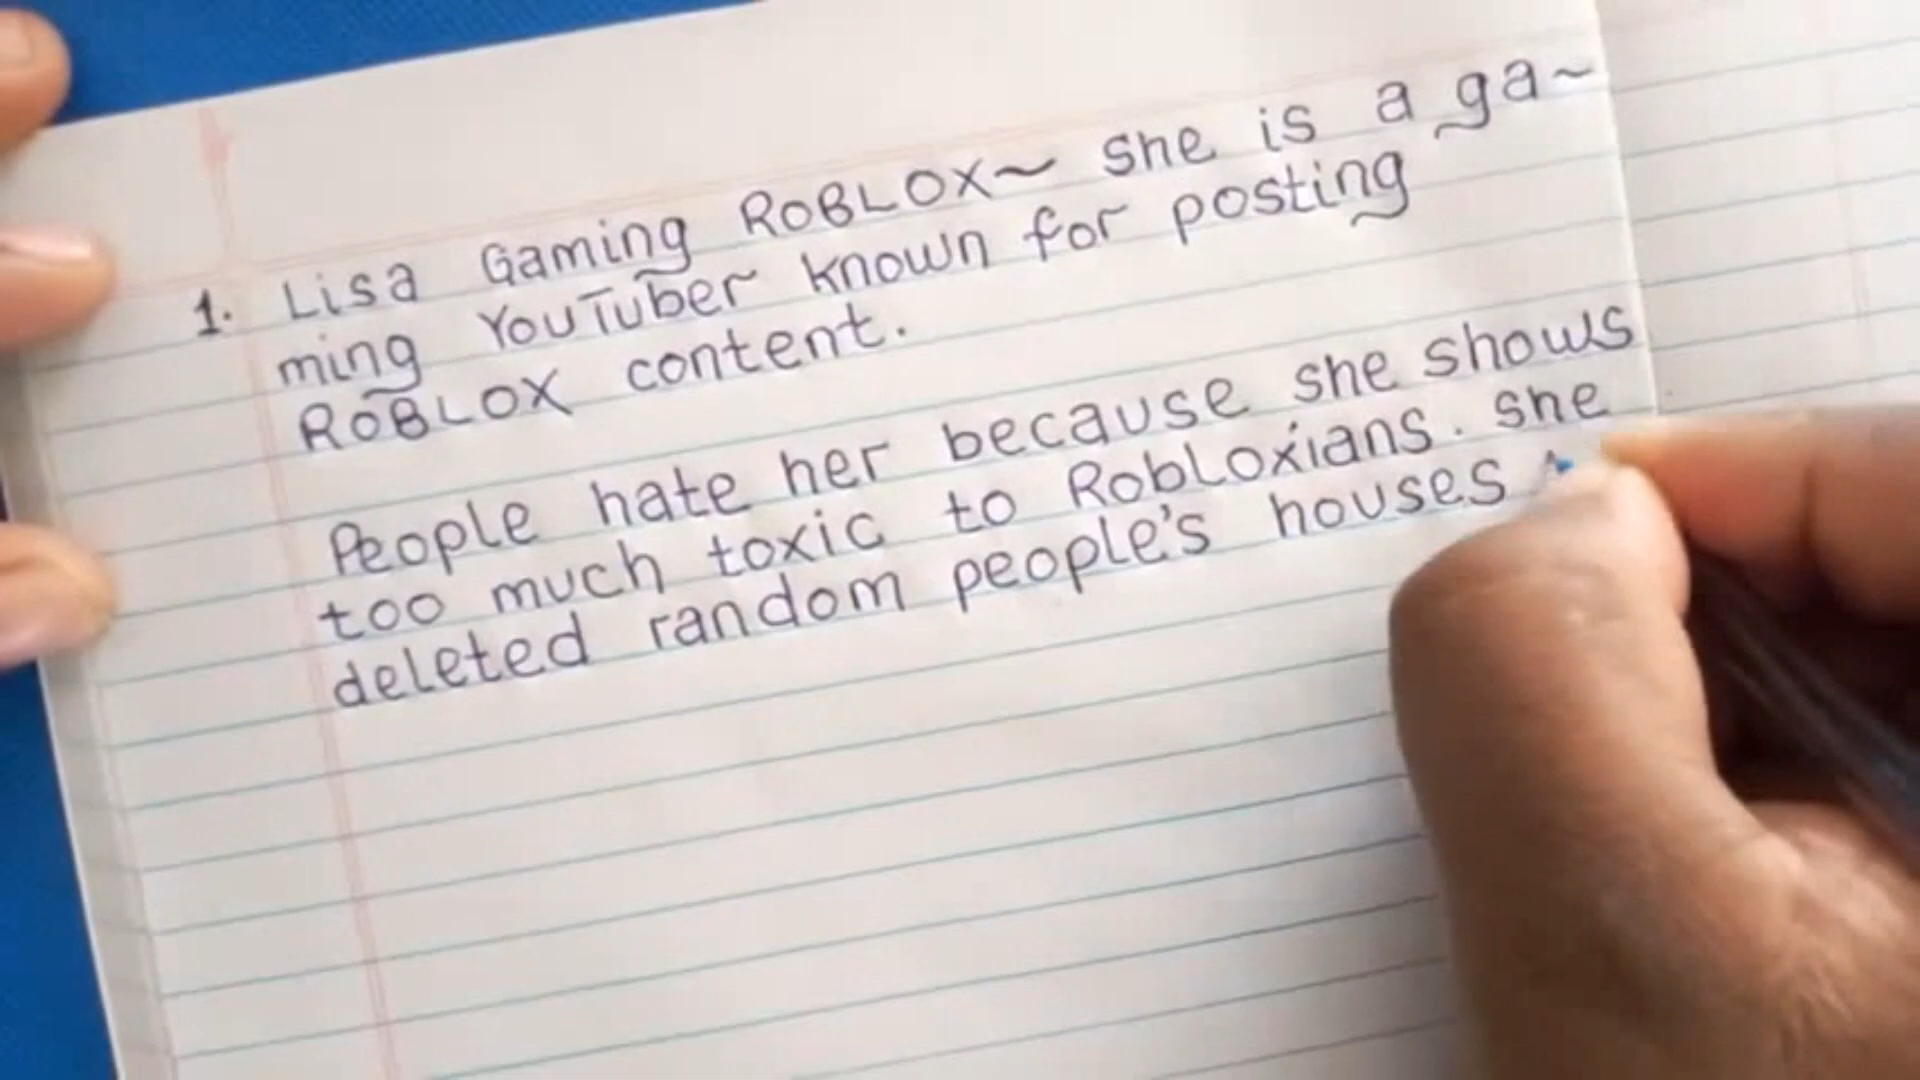 1. Lisa Gaming ROBLOX~ she is a ga~
ming YouTuber known for posting
ROBLOX content.
People hate her because she shows
too much toxic to Robloxians. She
deleted random people's houses